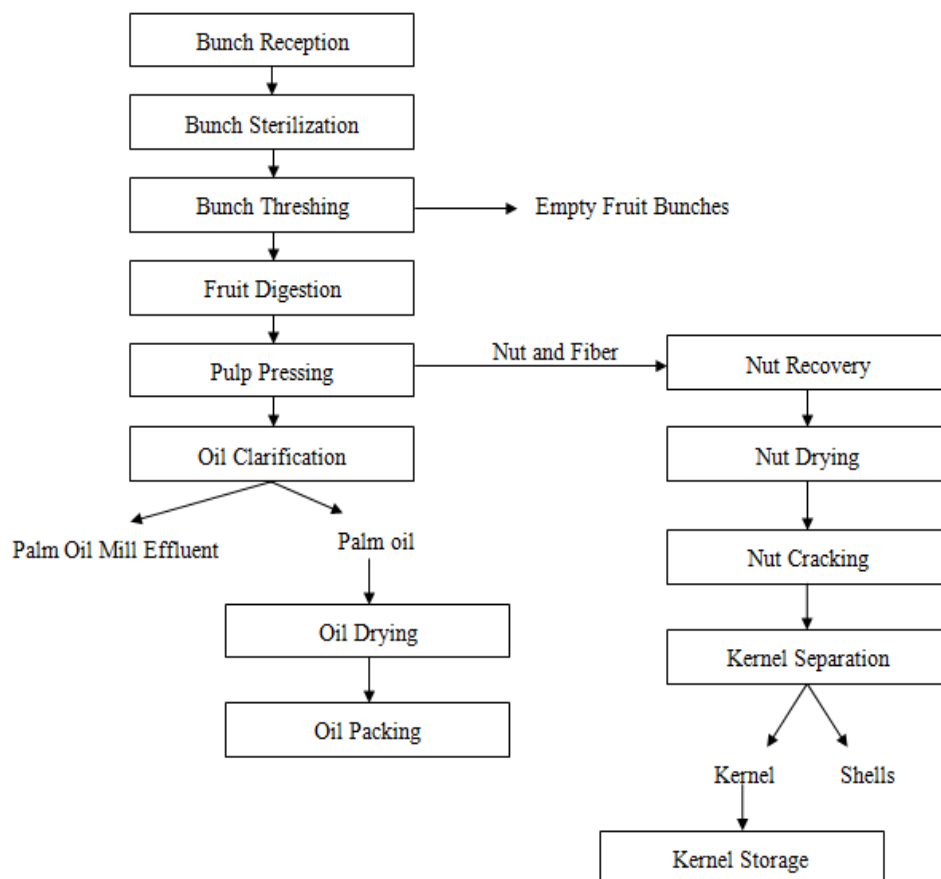 Bunch Reception
Bunch Sterilization
Bunch Threshing
Empty Fruit Bunches
Fruit Digestion
Nut and Fiber
Pulp Pressing
Nut Recovery
Oil Clarification
Nut Drying
Palm Oil Mill Effluent
Palm oil
Nut Cracking
Oil Drying
Kernel Separation
Oil Packing
Kernel
Shells
Kernel Storage